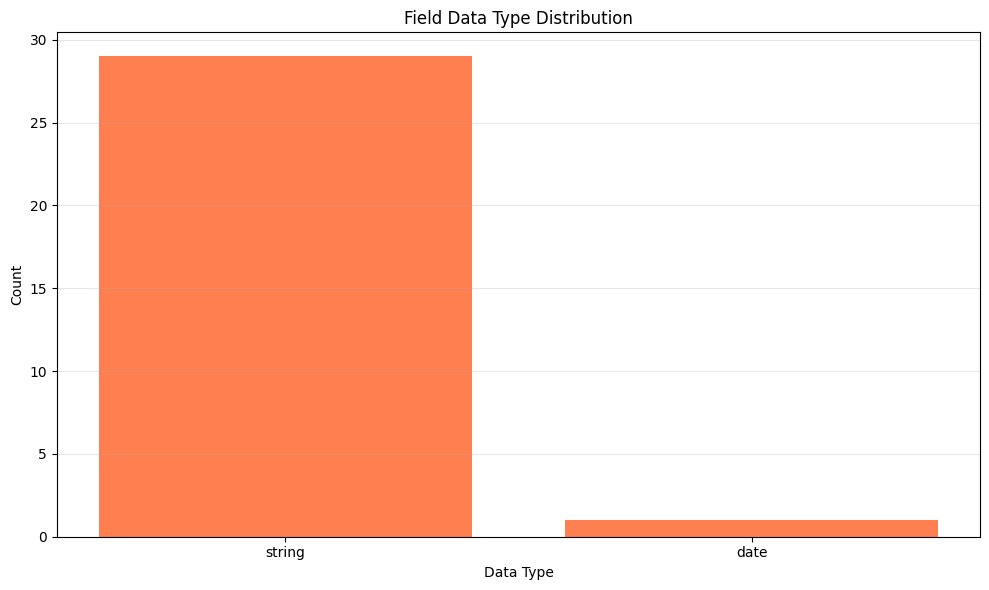 Field Data Type Distribution
30
25
20
15
10
5
0
Count
string
date
Data Type